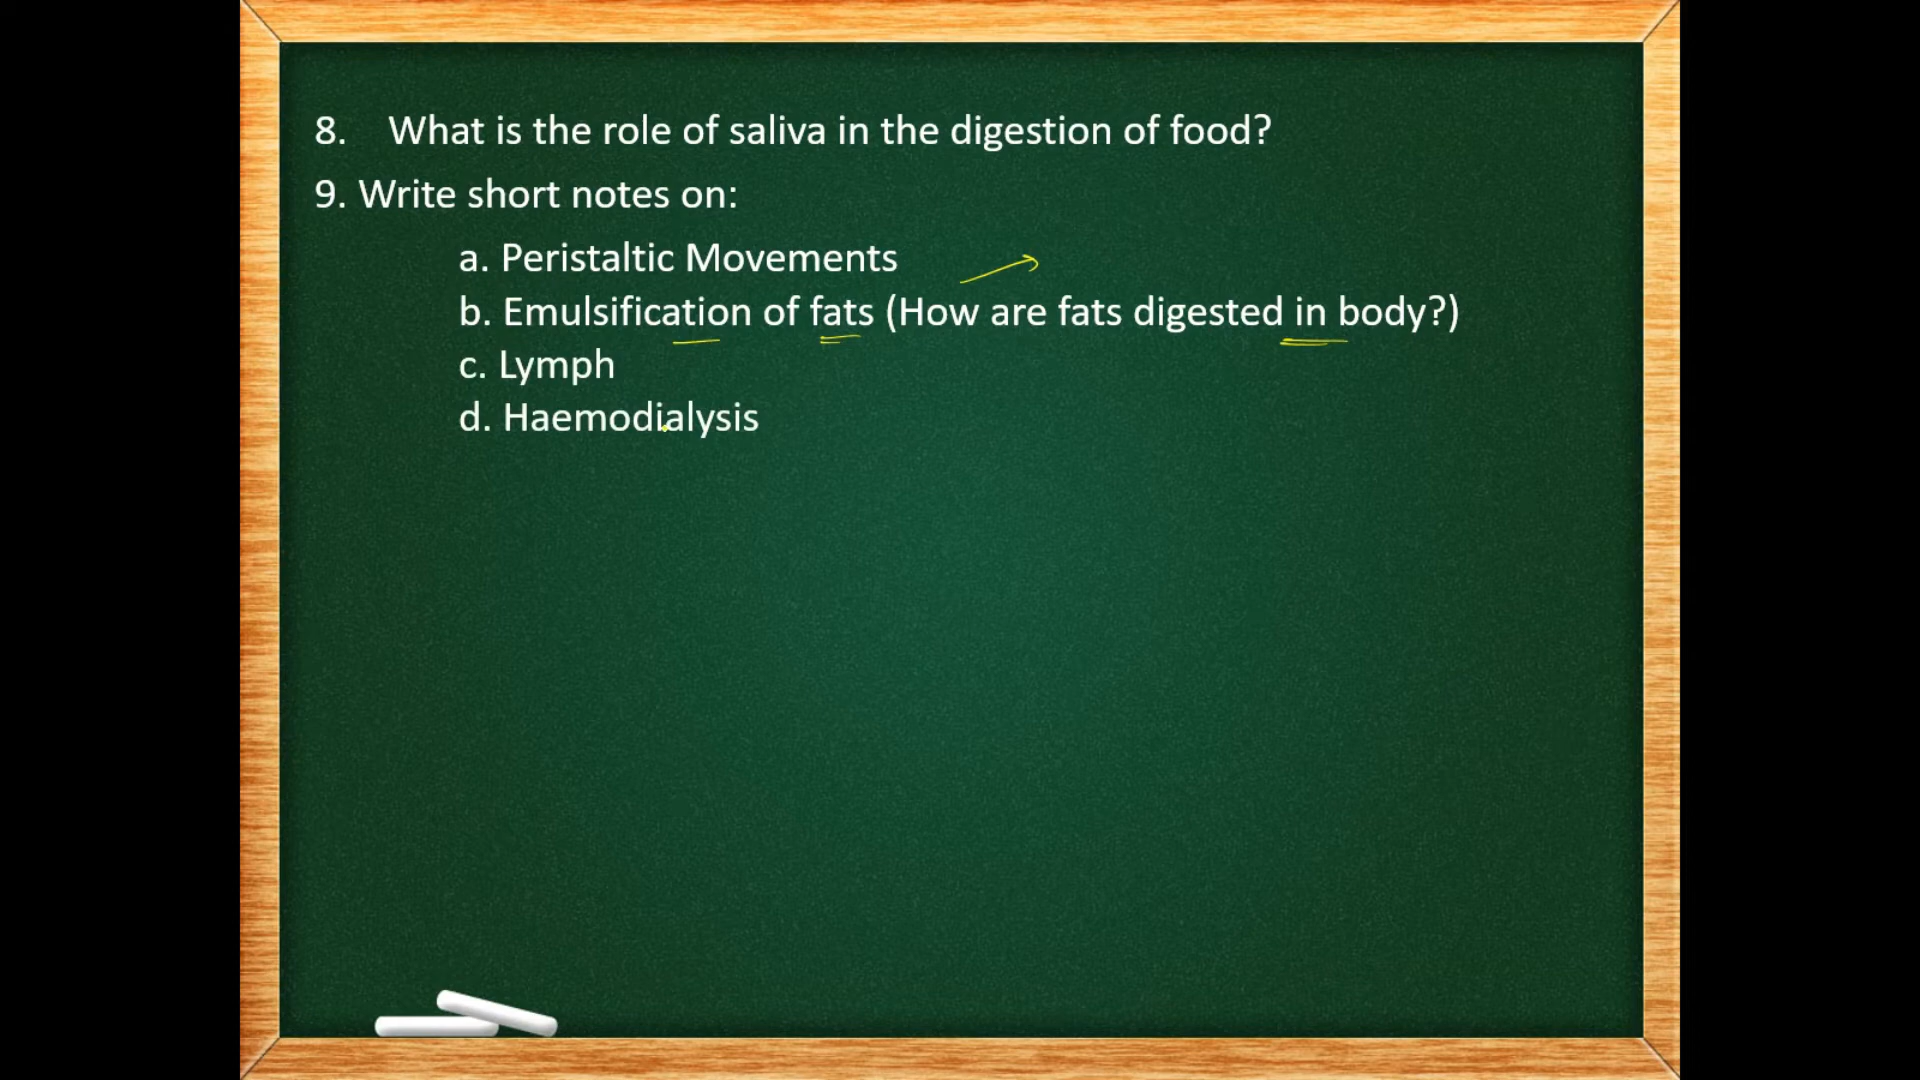 8. What is the role of saliva in the digestion of food?
9. Write short notes on:
a. Peristaltic Movements
b. Emulsification of fats (How are fats digested in body?)
c. Lymph
d. Haemodialysis